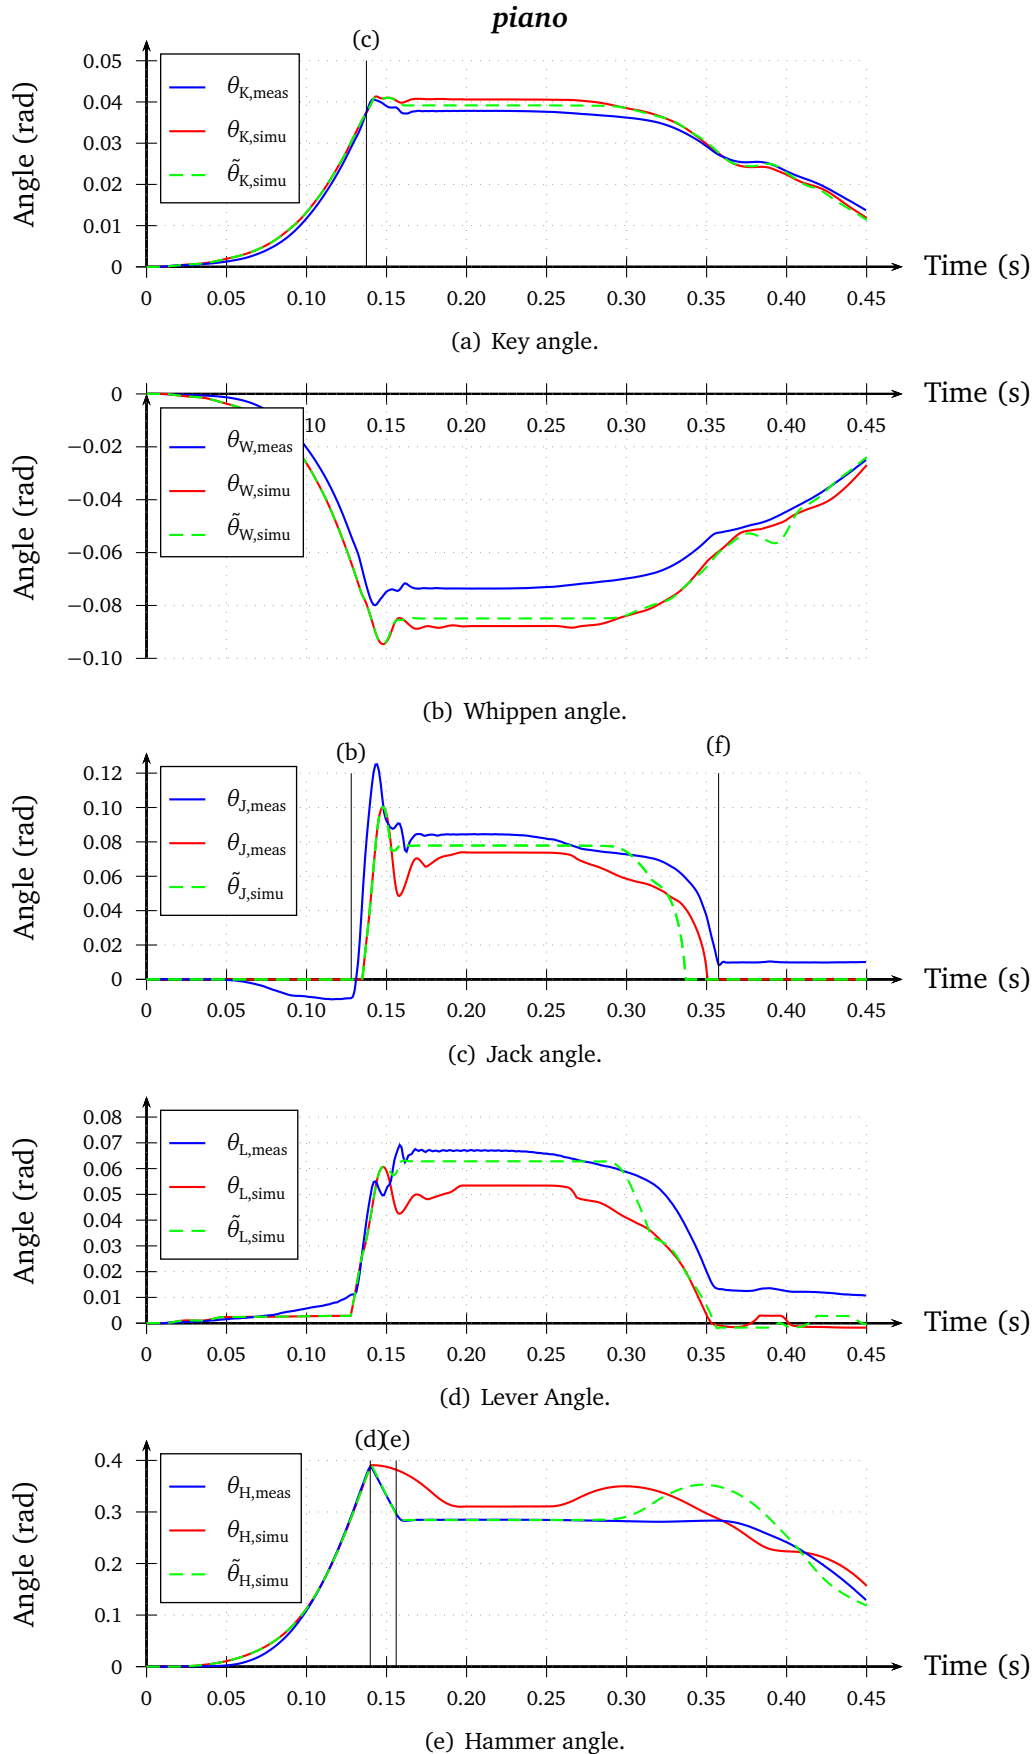 piano
(c)
Angle (rad)
0.05
0.04
0.03
0.02
0.01
0
θK,meas
θK,simu
θ̃K,simu
Time (s)
0 0.05 0.10 0.15 0.20 0.25 0.30 0.35 0.40 0.45
(a) Key angle.
Angle (rad)
0
−0.02
−0.04
−0.06
−0.08
−0.10
Time (s)
10 0.15 0.20 0.25 0.30 0.35 0.40 0.45
θW,meas
θW,simu
θ̃W,simu
(b) Whippen angle.
(b) (f)
Angle (rad)
0.12
0.10
0.08
0.06
0.04
0.02
0
θJ,meas
θJ,meas
θ̃J,simu
Time (s)
0 0.05 0.10 0.15 0.20 0.25 0.30 0.35 0.40 0.45
(c) Jack angle.
Angle (rad)
0.08
0.07
0.06
0.05
0.04
0.03
0.02
0.01
0
θL,meas
θL,simu
θ̃L,simu
Time (s)
0 0.05 0.10 0.15 0.20 0.25 0.30 0.35 0.40 0.45
(d) Lever Angle.
(d)(e)
Angle (rad)
0.4
0.3
0.2
0.1
0
θH,meas
θH,simu
θ̃H,simu
Time (s)
0 0.05 0.10 0.15 0.20 0.25 0.30 0.35 0.40 0.45
(e) Hammer angle.